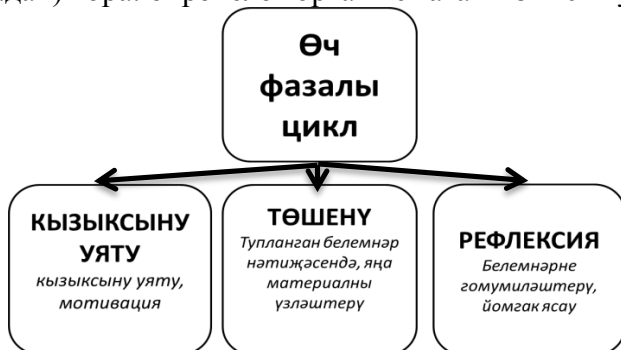 Өч
фазалы
цикл
КЫЗЫКСЫНУ
УЯТУ
кызыксыну уяту,
мотивация
ТӨШЕНҮ
Тупланган белемнәр
нәтиҗәсендә, яңа
материалны
үзләштерү
РЕФЛЕКСИЯ
Белемнәрне
гомумиләштерү,
йомгак ясау